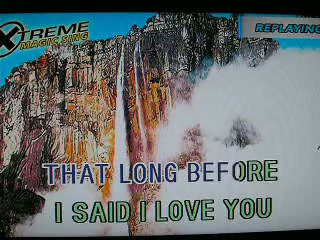 XTREME
MAGIC SING
REPLAYING
THAT LONG BEFORE
I SAID I LOVE YOU